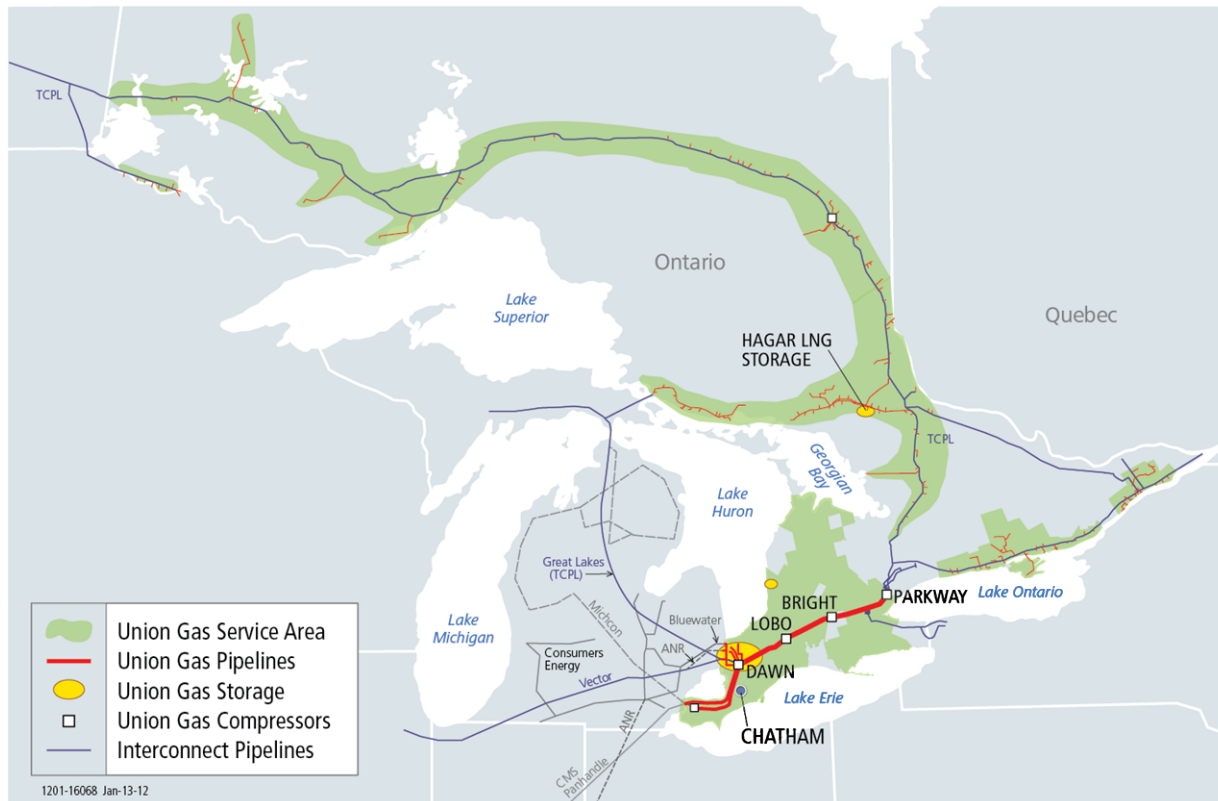 TCPL
TCPL
Ontario
Quebec
Lake
Superior
HAGAR LNG
STORAGE
TCPL
Georgian
Bay
Lake
Huron
Great Lakes
(TCPL)
Lake Ontario
PARKWAY
BRIGHT
LOBO
Michcon
Bluewater
Lake
Michigan
ANR
Consumers
Energy
DAWN
Vector
Lake Erie
ANR
CHATHAM
CMS
Panhandle
Union Gas Service Area
Union Gas Pipelines
Union Gas Storage
Union Gas Compressors
Interconnect Pipelines
1201-16068 Jan-13-12